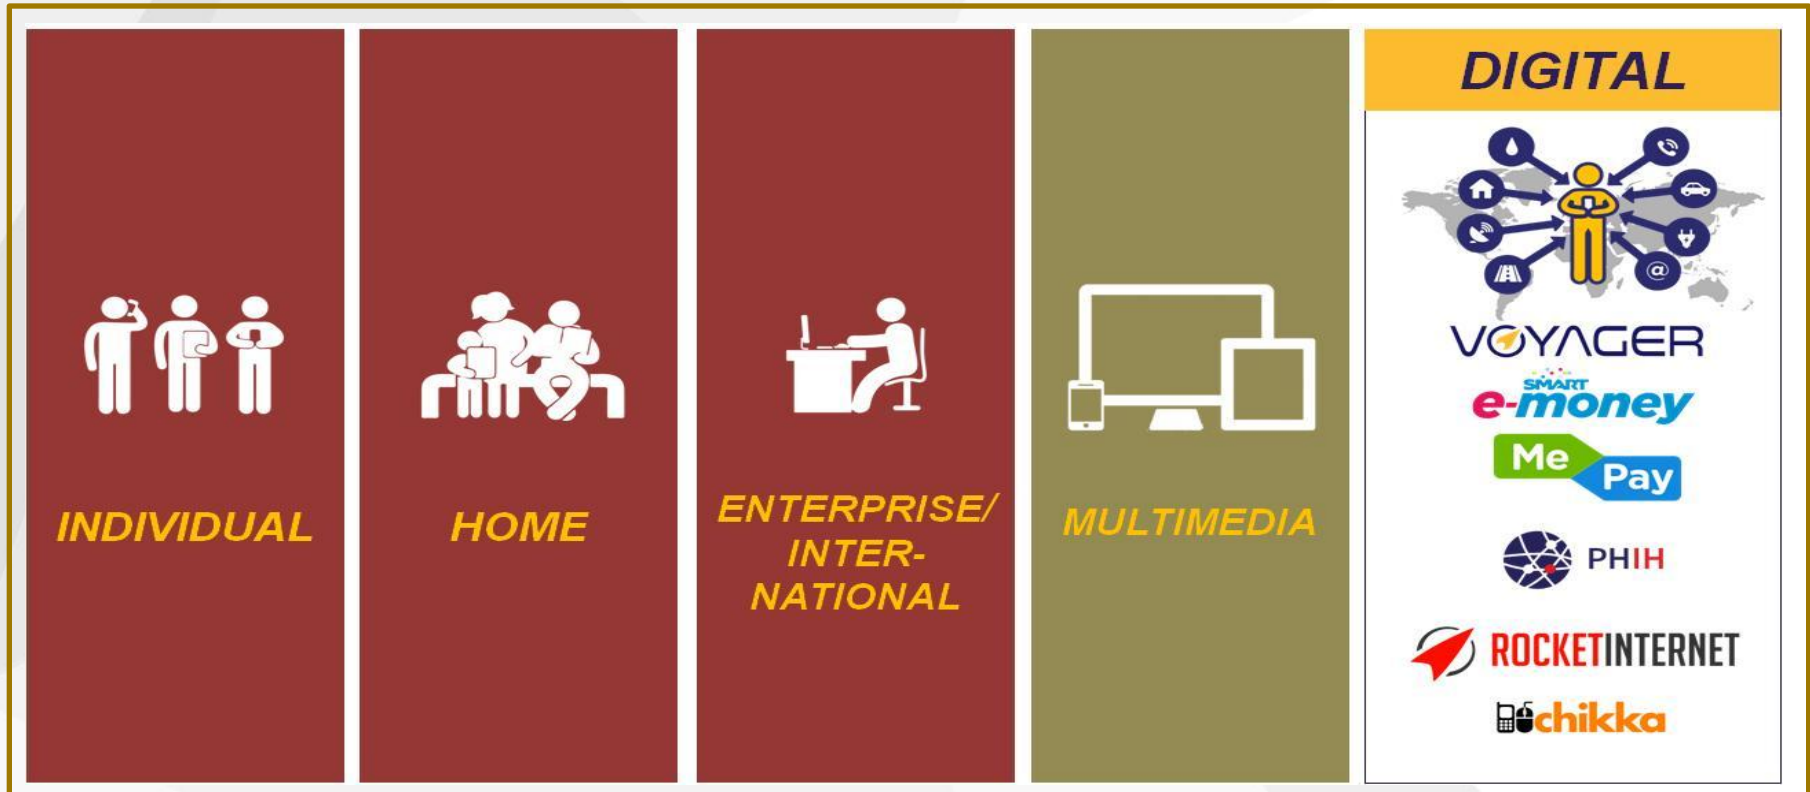 INDIVIDUAL
HOME
ENTERPRISE/
INTER-
NATIONAL
MULTIMEDIA
DIGITAL
@
VOYAGER
SMART
e-money
Me
Pay
PHIH
ROCKETINTERNET
chikka